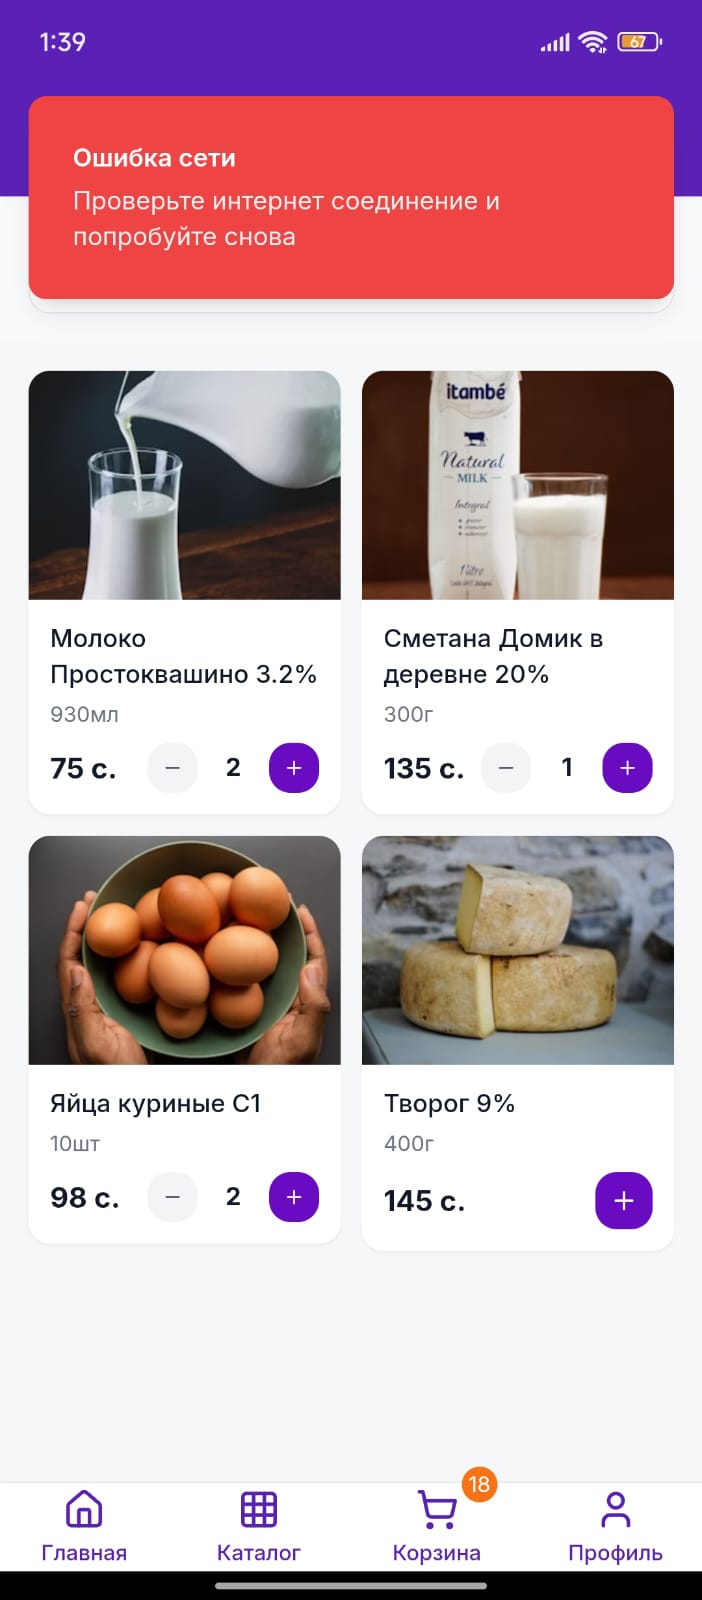 1:39
67
Ошибка сети
Проверьте интернет соединение и
попробуйте снова
itambé
Natural
MILK
Integral
1 litro
Молоко
Простоквашино 3.2%
930мл
75 с.
2
Сметана Домик в
деревне 20%
300г
135 с.
1
Яйца куриные С1
10шт
98 с.
2
Творог 9%
400г
145 с.
18
Главная
Каталог
Корзина
Профиль